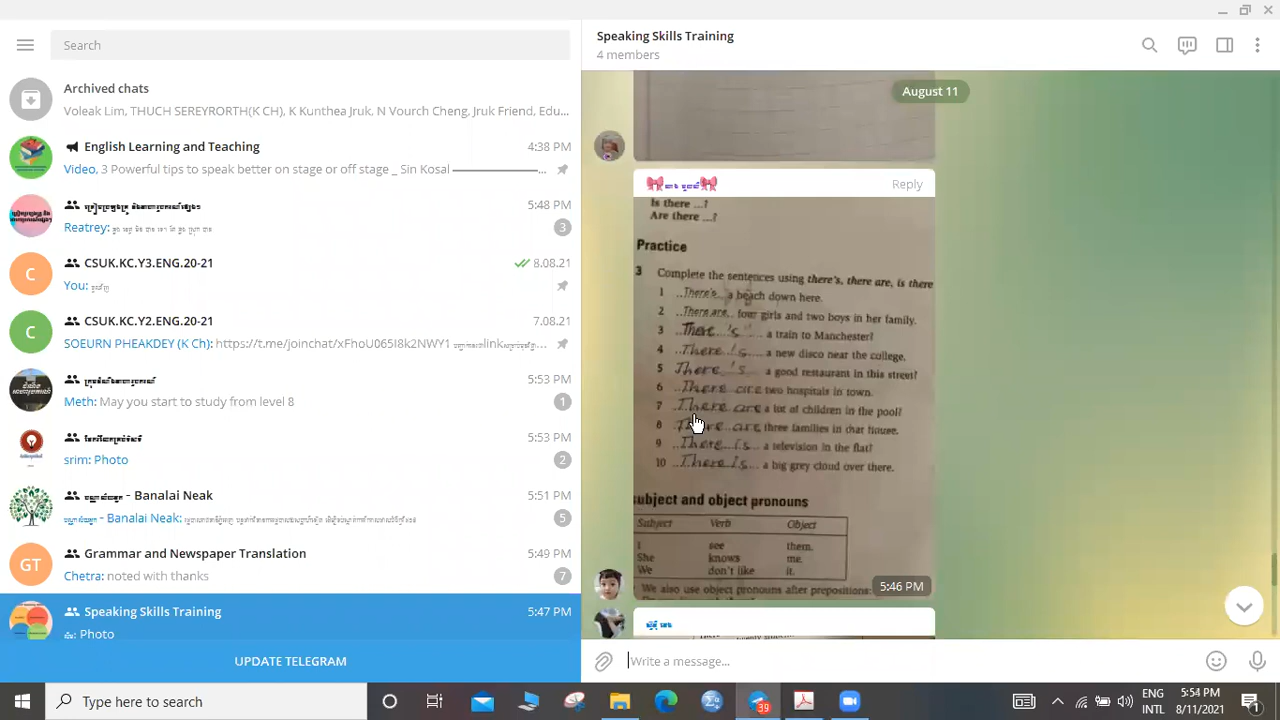 Search
Archived chats
Voleak Lim, THUCH SEREYRORTH(K CH), K Kunthea Jruk, N Vourch Cheng, Jruk Friend, Edu...
English Learning and Teaching
4:38 PM
Video, 3 Powerful tips to speak better on stage or off stage _ Sin Kosal
5:48 PM
Reatrey:
3
C
CSUK.KC.Y3.ENG.20-21
8.08.21
You:
C
CSUK.KC.Y2.ENG.20-21
7.08.21
SOERN PHEAKDEY (K Ch): https://t.me/joinchat/xFhoU065I8k2NWY1
5:53 PM
Meth: May you start to study from level 8
1
5:53 PM
srim: Photo
2
- Banalai Neak
5:51 PM
- Banalai Neak:
5
GT
Grammar and Newspaper Translation
5:49 PM
Chetra: noted with thanks
7
Speaking Skills Training
5:47 PM
Photo
UPDATE TELEGRAM
Speaking Skills Training
4 members
August 11
Reply
Is there ...?
Are there ...?
Practice
3 Complete the sentences using there's, there are, is there
1 ..There's.. a beach down here.
2 ..There are.. four girls and two boys in her family.
3 ..There 's.... a train to Manchester?
4 ..There 's.... a new disco near the college.
5 There 's .... a good restaurant in this street?
6 ..There are two hospitals in town.
7 ..There are a lot of children in the pool?
8 ..There are three families in that house.
9 ..There is.... a television in the flat?
10 ..There is.... a big grey cloud over there.
subject and object pronouns
Subject Verb Object
I see them.
She knows me.
We don't like it.
We also use object pronouns after prepositions:
5:46 PM
Write a message...
Type here to search
39
ENG
INTL
5:54 PM
8/11/2021
1